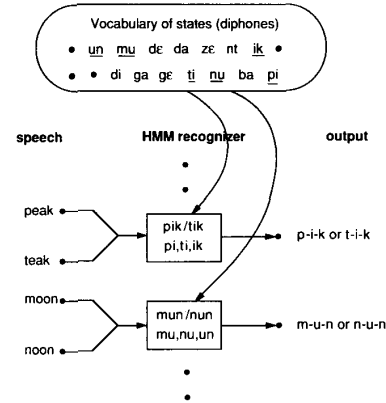 Vocabulary of states (diphones)
• un mu dɛ da zɛ nt ik •
• • di ga gɛ ti nu ba pi
speech HMM recognizer output
peak
pik/tik
pi,ti,ik
p-i-k or t-i-k
teak
moon
mun/nun
mu,nu,un
m-u-n or n-u-n
noon